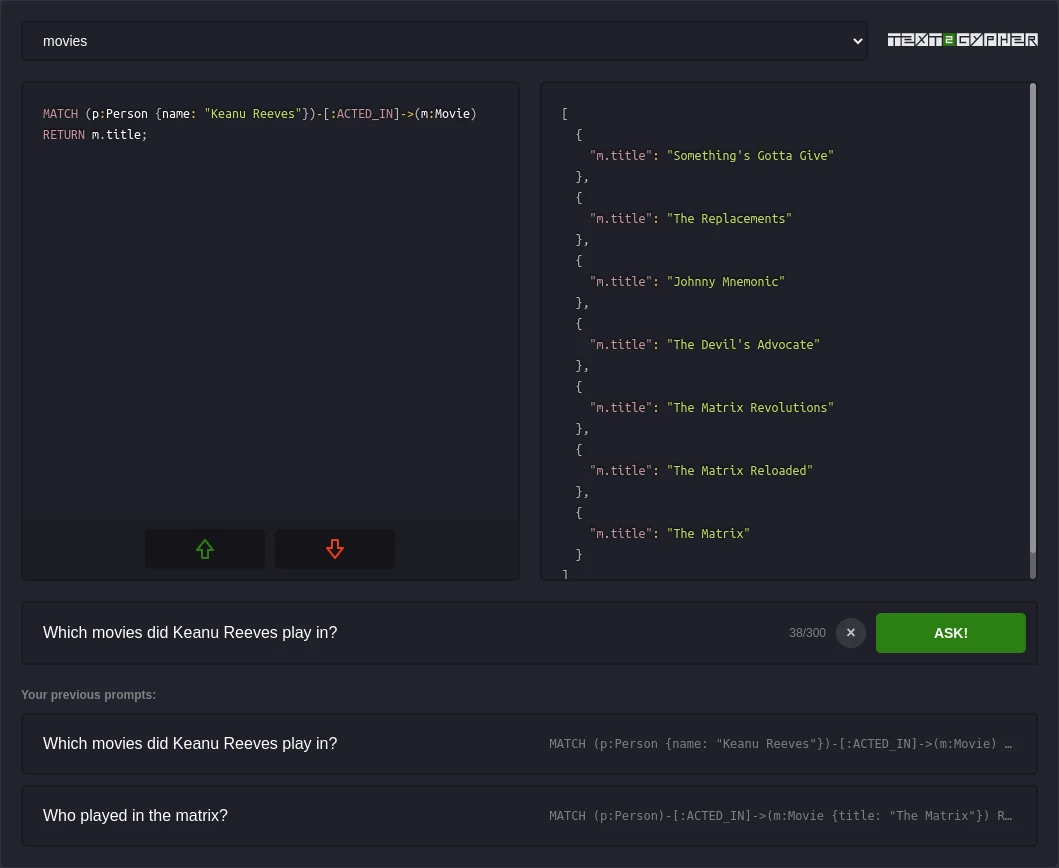 movies
TEXT2CYPHER
MATCH (p:Person {name: "Keanu Reeves"})-[:ACTED_IN]->(m:Movie)
RETURN m.title;
[
  {
    "m.title": "Something's Gotta Give"
  },
  {
    "m.title": "The Replacements"
  },
  {
    "m.title": "Johnny Mnemonic"
  },
  {
    "m.title": "The Devil's Advocate"
  },
  {
    "m.title": "The Matrix Revolutions"
  },
  {
    "m.title": "The Matrix Reloaded"
  },
  {
    "m.title": "The Matrix"
  }
]
Which movies did Keanu Reeves play in?
38/300
ASK!
Your previous prompts:
Which movies did Keanu Reeves play in?
MATCH (p:Person {name: "Keanu Reeves"})-[:ACTED_IN]->(m:Movie) …
Who played in the matrix?
MATCH (p:Person)-[:ACTED_IN]->(m:Movie {title: "The Matrix"}) R…